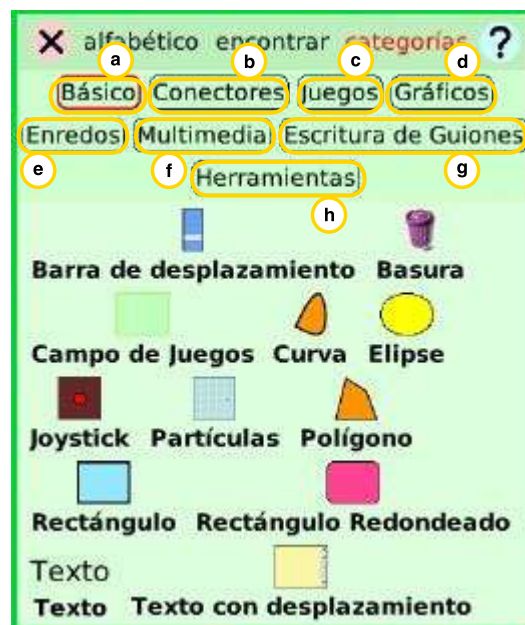 alfabético encontrar categorías ?
a b c d
Básico Conectores Juegos Gráficos
Enredos Multimedia Escritura de Guiones
e f g
Herramientas
h
Barra de desplazamiento Basura
Campo de Juegos Curva Elipse
Joystick Partículas Polígono
Rectángulo Rectángulo Redondeado
Texto
Texto Texto con desplazamiento